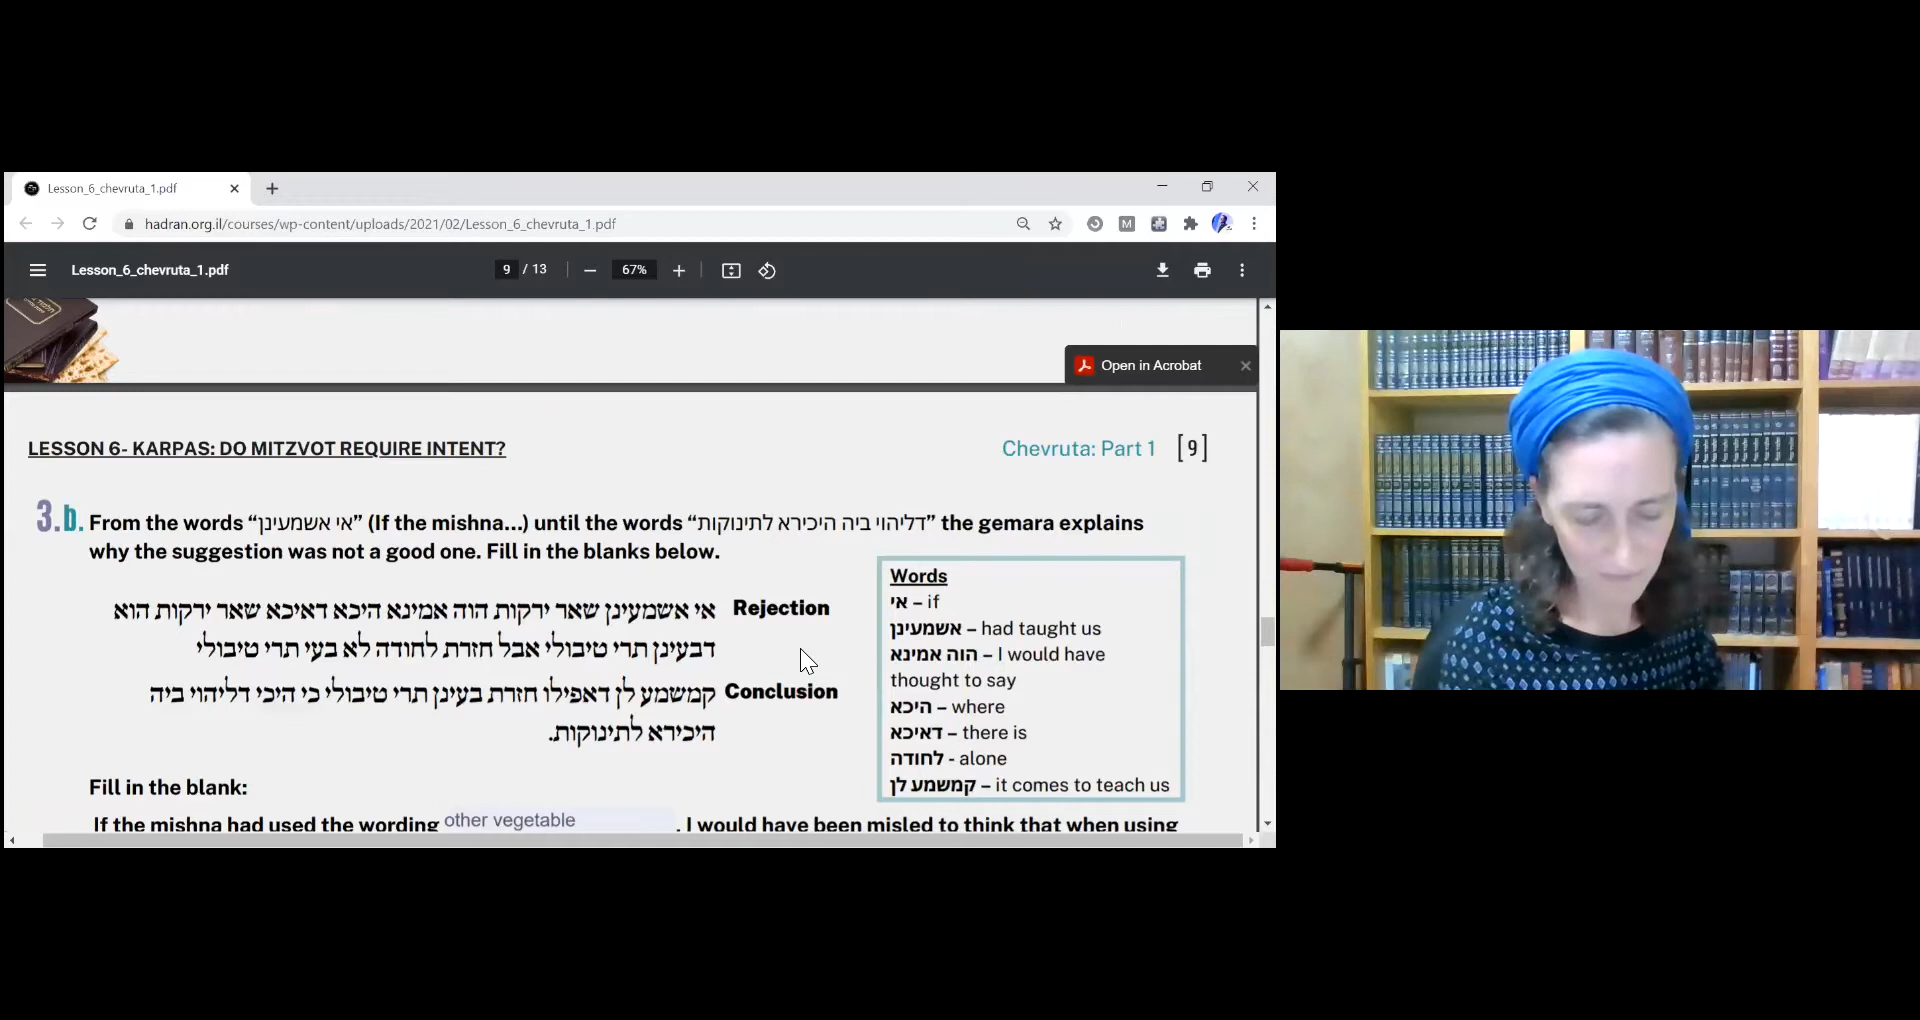 Lesson_6_chevruta_1.pdf
hadran.org.il/courses/wp-content/uploads/2021/02/Lesson_6_chevruta_1.pdf
M
Lesson_6_chevruta_1.pdf
9 / 13
67%
Open in Acrobat
LESSON 6- KARPAS: DO MITZVOT REQUIRE INTENT?
Chevruta: Part 1 [9]
3.b. From the words “אי אשמעינן” (If the mishna...) until the words “דליהוי ביה היכירא לתינוקות” the gemara explains
why the suggestion was not a good one. Fill in the blanks below.
Rejection אי אשמעינן שאר ירקות הוה אמינא היכא דאיכא שאר ירקות הוא
דבעינן תרי טיבולי אבל חזרת לחודה לא בעי תרי טיבולי
Conclusion קמשמע לן דאפילו חזרת בעינן תרי טיבולי כי היכי דליהוי ביה
היכירא לתינוקות.
Words
אי – if
אשמעינן – had taught us
הוה אמינא – I would have
thought to say
היכא – where
דאיכא – there is
לחודה - alone
קמשמע לן – it comes to teach us
Fill in the blank:
If the mishna had used the wording other vegetable , I would have been misled to think that when using